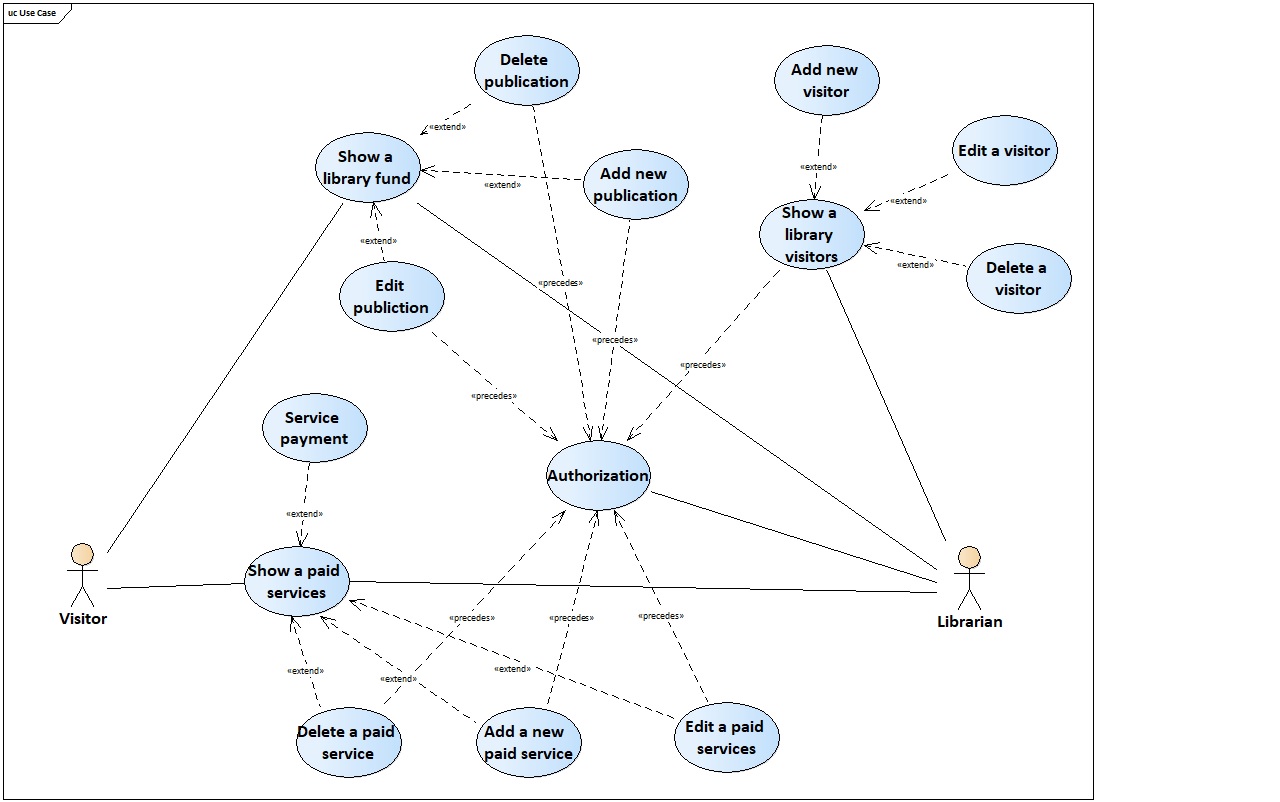 uc Use Case
Delete
publication
Add new
visitor
«extend»
Edit a visitor
Show a
library fund
«extend»
Add new
publication
«extend»
«extend»
Show a
library
visitors
«extend»
«extend»
Delete a
visitor
Edit
publiction
«precedes»
«precedes»
«precedes»
«precedes»
Service
payment
Authorization
«extend»
Show a paid
services
Visitor
Librarian
«precedes»
«precedes»
«precedes»
«extend»
«extend»
«extend»
Delete a paid
service
Add a new
paid service
Edit a paid
services